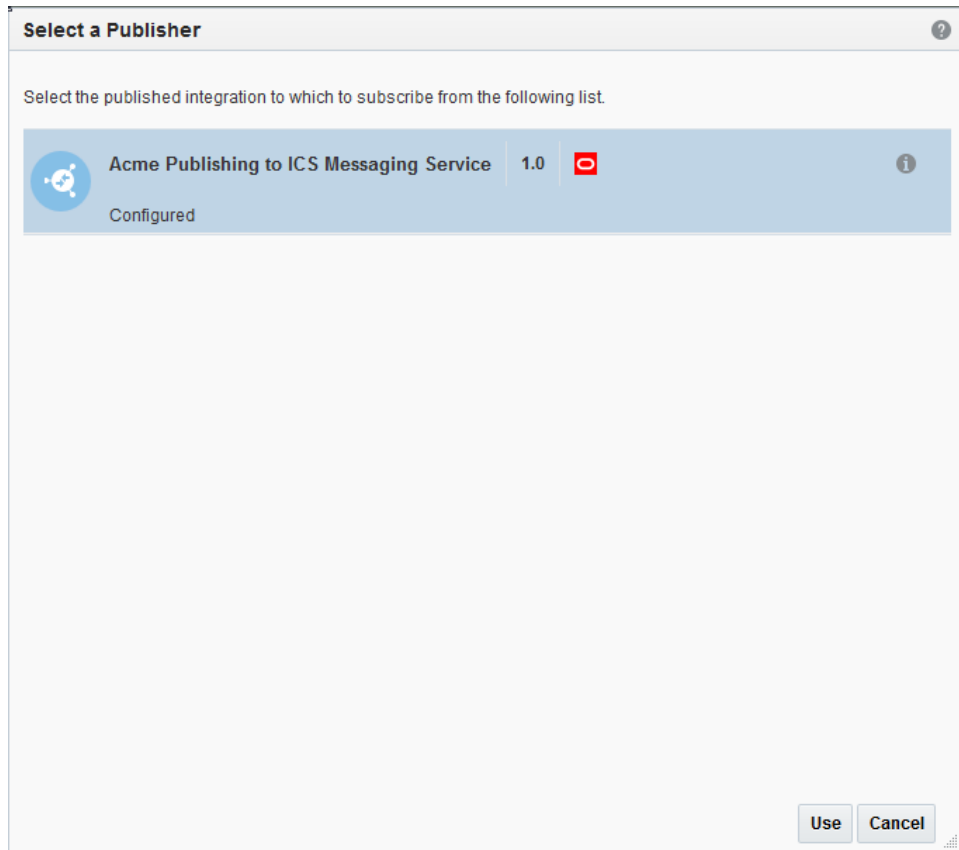 Select a Publisher
Select the published integration to which to subscribe from the following list.
Acme Publishing to ICS Messaging Service 1.0
Configured
Use Cancel